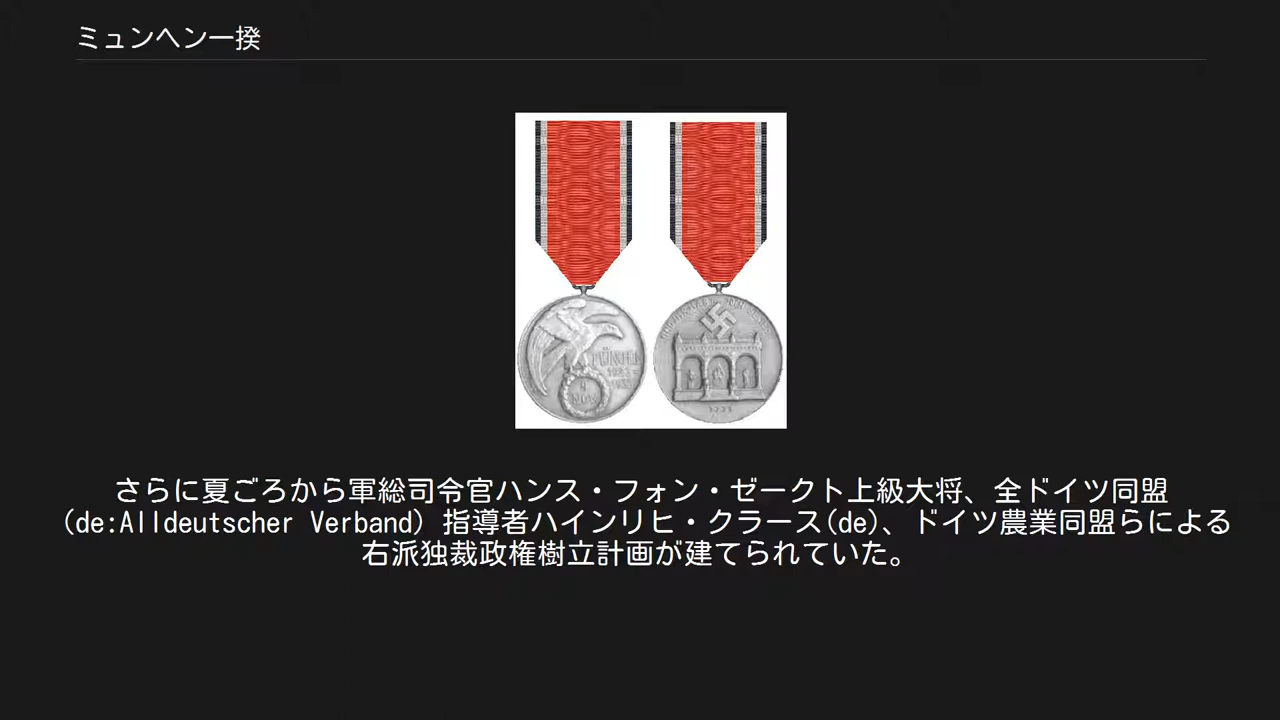 ミュンヘン一揆
MÜNCHEN
9
NOV.
さらに夏ごろから軍総司令官ハンス・フォン・ゼークト上級大将、全ドイツ同盟
(de:Alldeutscher Verband) 指導者ハインリヒ・クラース(de)、ドイツ農業同盟らによる
右派独裁政権樹立計画が建てられていた。